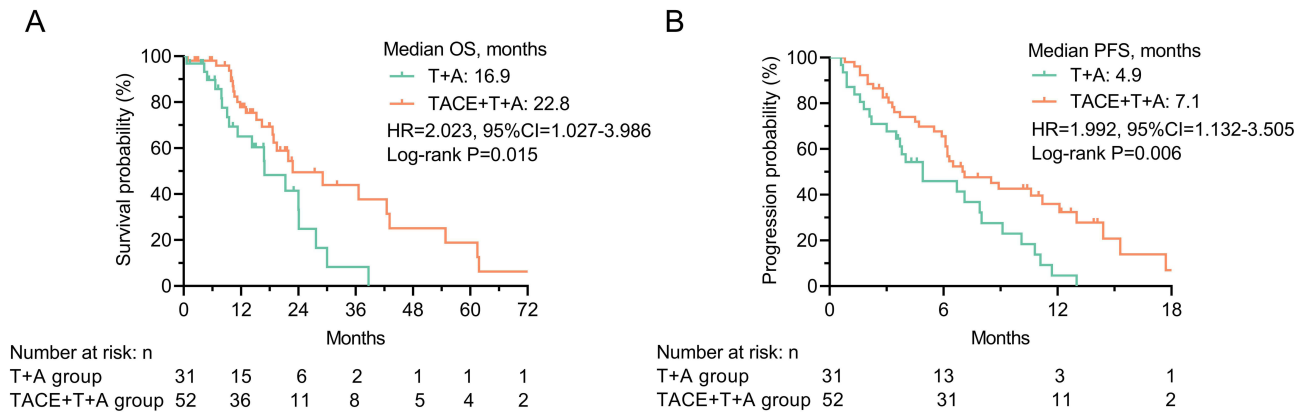 A
Median OS, months
T+A: 16.9
TACE+T+A: 22.8
HR=2.023, 95%CI=1.027-3.986
Log-rank P=0.015
Survival probability (%)
100
80
60
40
20
0
0 12 24 36 48 60 72
Months
Number at risk: n
T+A group 31 15 6 2 1 1 1
TACE+T+A group 52 36 11 8 5 4 2
B
Median PFS, months
T+A: 4.9
TACE+T+A: 7.1
HR=1.992, 95%CI=1.132-3.505
Log-rank P=0.006
Progression probability (%)
100
80
60
40
20
0
0 6 12 18
Months
Number at risk: n
T+A group 31 13 3 1
TACE+T+A group 52 31 11 2